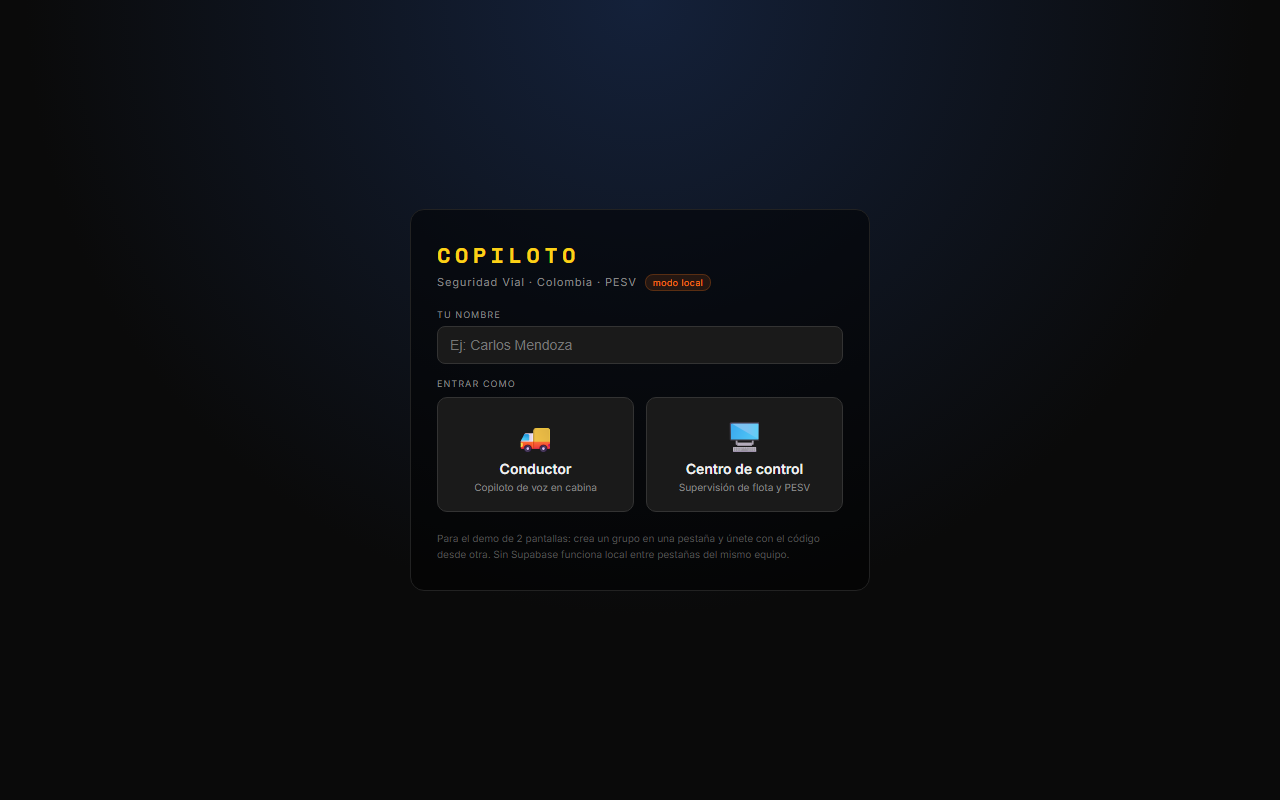 COPILOTO
Seguridad Vial · Colombia · PESV modo local
TU NOMBRE
Ej: Carlos Mendoza
ENTRAR COMO
Conductor
Copiloto de voz en cabina
Centro de control
Supervisión de flota y PESV
Para el demo de 2 pantallas: crea un grupo en una pestaña y únete con el código
desde otra. Sin Supabase funciona local entre pestañas del mismo equipo.